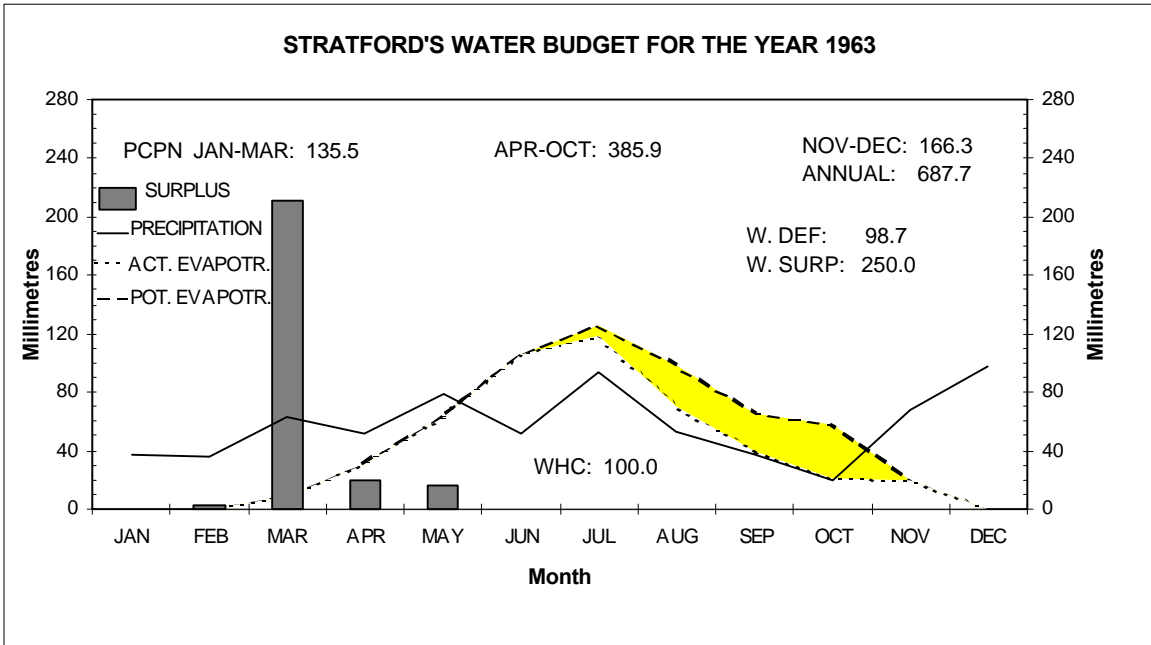 STRATFORD'S WATER BUDGET FOR THE YEAR 1963
280
240
200
160
120
80
40
0
Millimetres
PCPN JAN-MAR: 135.5
APR-OCT: 385.9
NOV-DEC: 166.3
ANNUAL: 687.7
SURPLUS
PRECIPITATION
ACT. EVAPOTR.
POT. EVAPOTR.
W. DEF: 98.7
W. SURP: 250.0
WHC: 100.0
280
240
200
160
120
80
40
0
Millimetres
JAN FEB MAR APR MAY JUN JUL AUG SEP OCT NOV DEC
Month